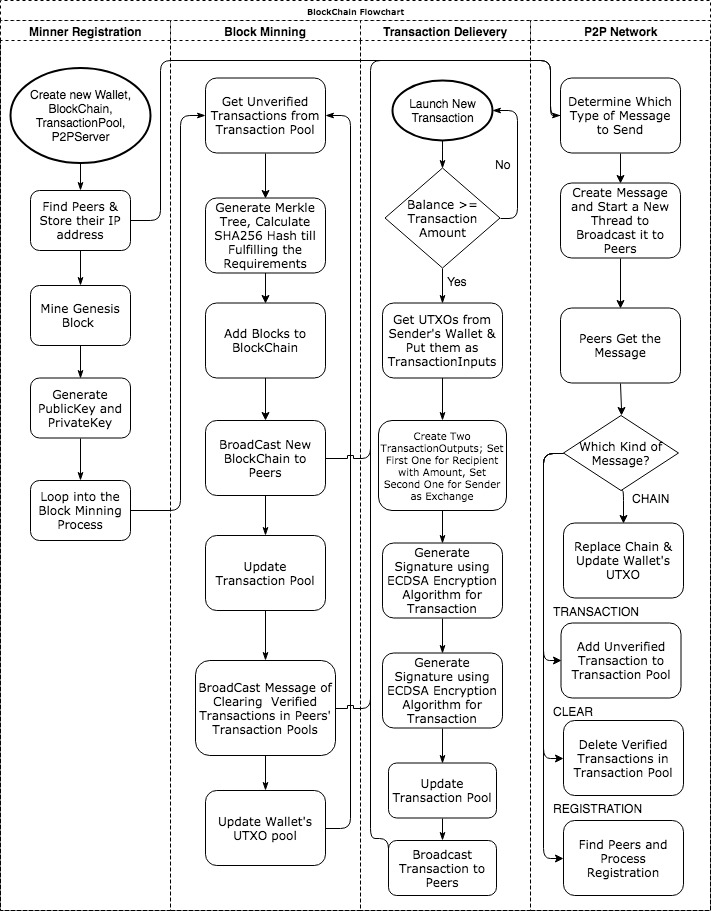 BlockChain Flowchart
Minner Registration
Block Minning
Transaction Delievery
P2P Network
Create new Wallet,
BlockChain,
TransactionPool,
P2PServer
Find Peers &
Store their IP
address
Mine Genesis
Block
Generate
PublicKey and
PrivateKey
Loop into the
Block Minning
Process
Get Unverified
Transactions from
Transaction Pool
Generate Merkle
Tree, Calculate
SHA256 Hash till
Fulfilling the
Requirements
Add Blocks to
BlockChain
BroadCast New
BlockChain to
Peers
Update
Transaction Pool
BroadCast Message of
Clearing Verified
Transactions in Peers'
Transaction Pools
Update Wallet's
UTXO pool
Launch New
Transaction
No
Balance >=
Transaction
Amount
Yes
Get UTXOs from
Sender's Wallet &
Put them as
TransactionInputs
Create Two
TransactionOutputs; Set
First One for Recipient
with Amount, Set
Second One for Sender
as Exchange
Generate
Signature using
ECDSA Encryption
Algorithm for
Transaction
Generate
Signature using
ECDSA Encryption
Algorithm for
Transaction
Update
Transaction Pool
Broadcast
Transaction to
Peers
Determine Which
Type of Message
to Send
Create Message
and Start a New
Thread to
Broadcast it to
Peers
Peers Get the
Message
Which Kind of
Message?
CHAIN
Replace Chain &
Update Wallet's
UTXO
TRANSACTION
Add Unverified
Transaction to
Transaction Pool
CLEAR
Delete Verified
Transactions in
Transaction Pool
REGISTRATION
Find Peers and
Process
Registration